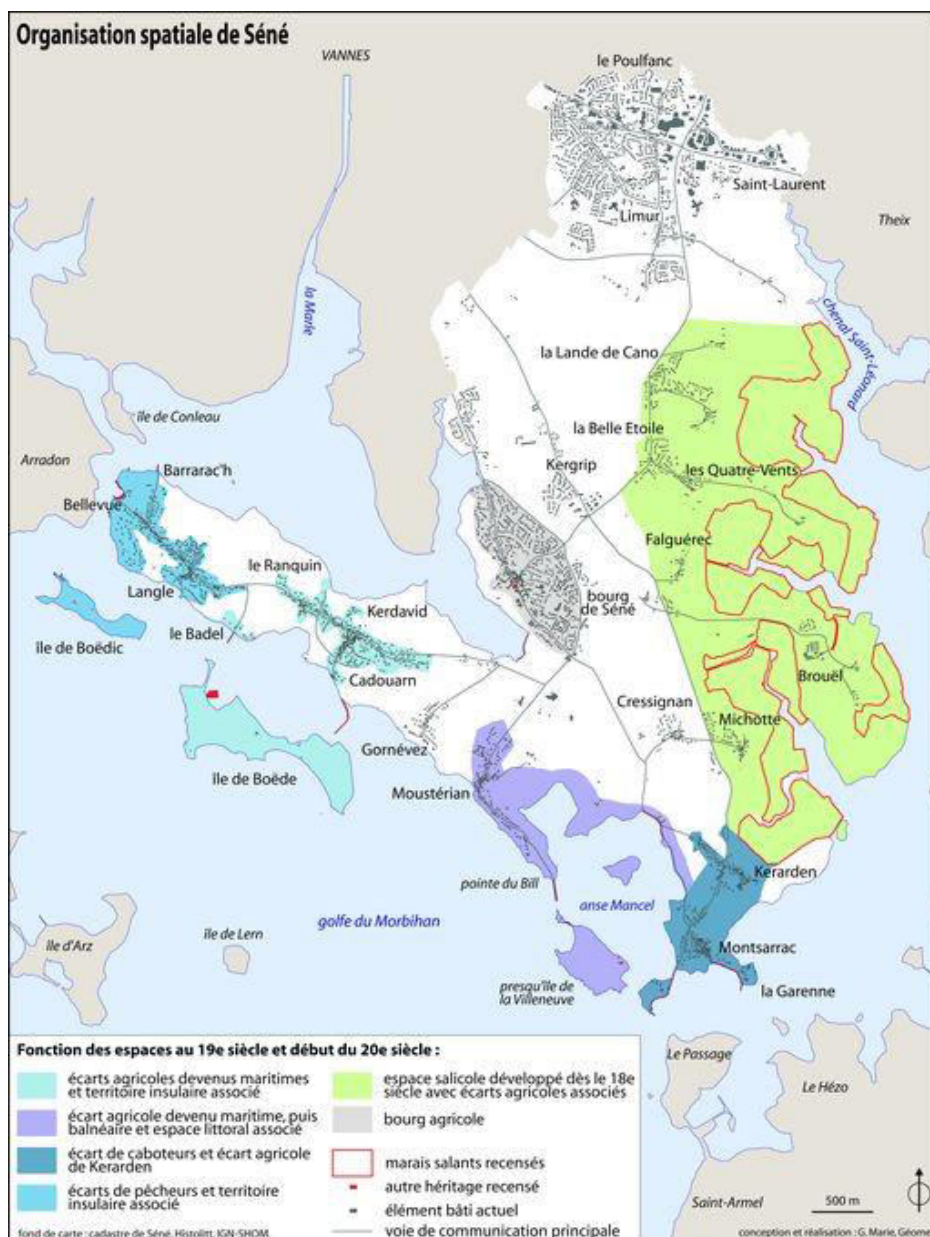 Organisation spatiale de Séné
VANNES
le Poulfanc
Saint-Laurent
Limur
Theix
la Marle
chenal Saint-Léonard
la Lande de Cano
île de Conleau
la Belle Etoile
Arradon
Barrarac'h
Kergrip
les Quatre-Vents
Bellevue
Falguérec
le Ranquin
Langle
Kerdavid
bourg
de Séné
le Badel
île de Boëdic
Brouël
Cadouarn
Cressignan
Michotte
Gornévez
île de Boëde
Moustérian
Kerarden
pointe du Bill
anse Mancel
golfe du Morbihan
île d'Arz
île de Lern
Montsarrac
presqu'île de
la Villeneuve
la Garenne
Fonction des espaces au 19e siècle et début du 20e siècle :
écarts agricoles devenus maritimes
et territoire insulaire associé
écart agricole devenu maritime, puis
balnéaire et espace littoral associé
écart de caboteurs et écart agricole
de Kerarden
écarts de pêcheurs et territoire
insulaire associé
espace salicole développé dès le 18e
siècle avec écarts agricoles associés
bourg agricole
marais salants recensés
autre héritage recensé
élément bâti actuel
voie de communication principale
Le Passage
Le Hézo
Saint-Armel
500 m
fond de carte : cadastre de Séné, Histolitt, IGN-SHOM
conception et réalisation : G. Marie, Géomer